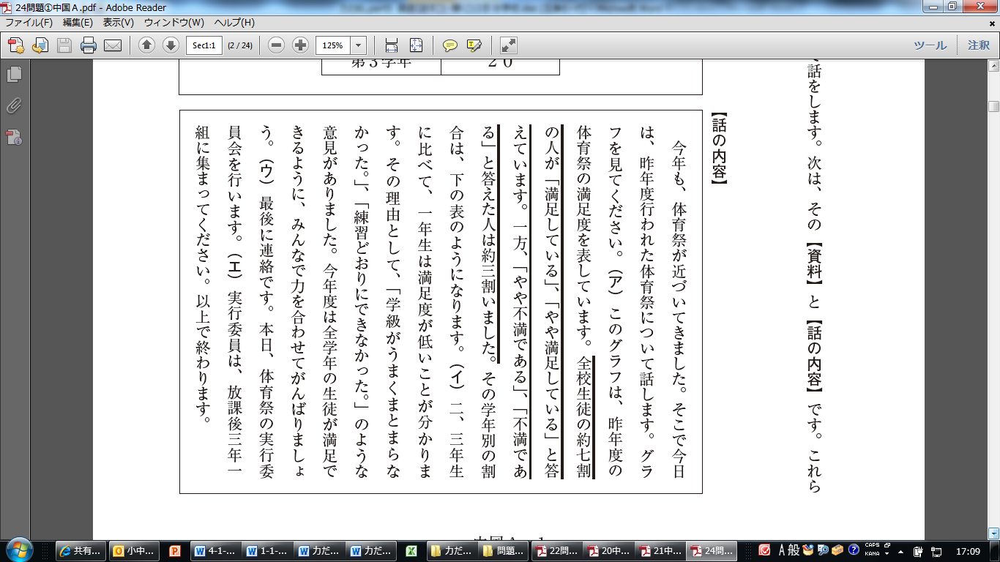 24問題①中国A.pdf - Adobe Reader
ファイル(F) 編集(E) 表示(V) ウィンドウ(W) ヘルプ(H)
Sec1:1 (2 / 24) 125% ツール 注釈
話をします。次は、その【資料】と【話の内容】です。これら
第3学年 20
【話の内容】
今年も、体育祭が近づいてきました。そこで今日
は、昨年度行われた体育祭について話します。グラ
フを見てください。(ア)このグラフは、昨年度の
体育祭の満足度を表しています。全校生徒の約七割
の人が「満足している」、「やや満足している」と答
えています。一方、「やや不満である」、「不満であ
る」と答えた人は約三割いました。その学年別の割
合は、下の表のようになります。(イ)二、三年生
に比べて、一年生は満足度が低いことが分かりま
す。その理由として、「学級がうまくまとまらな
かった。」、「練習どおりにできなかった。」のような
意見がありました。今年度は全学年の生徒が満足で
きるように、みんなで力を合わせてがんばりましょ
う。(ウ)最後に連絡です。本日、体育祭の実行委
員会を行います。(エ)実行委員は、放課後三年一
組に集まってください。以上で終わります。
共有... 小中... 4-1-... 1-1-... 力だ... 力だ... 力だ... 問題... 22問... 20中... 21中... 24問... A 般 CAPS KANA 17:09